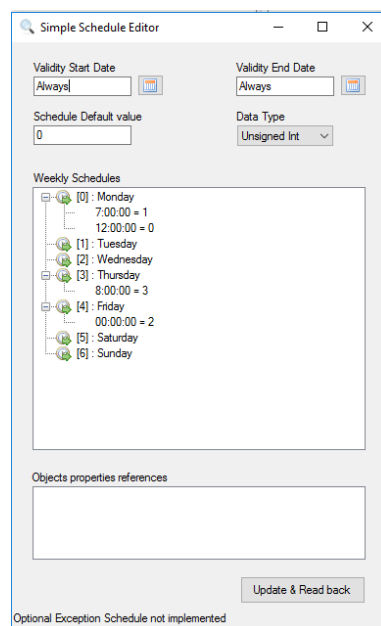 Simple Schedule Editor
Validity Start Date Validity End Date
Always Always
Schedule Default value Data Type
0 Unsigned Int
Weekly Schedules
[0] : Monday
7:00:00 = 1
12:00:00 = 0
[1] : Tuesday
[2] : Wednesday
[3] : Thursday
8:00:00 = 3
[4] : Friday
00:00:00 = 2
[5] : Saturday
[6] : Sunday
Objects properties references
Update & Read back
Optional Exception Schedule not implemented